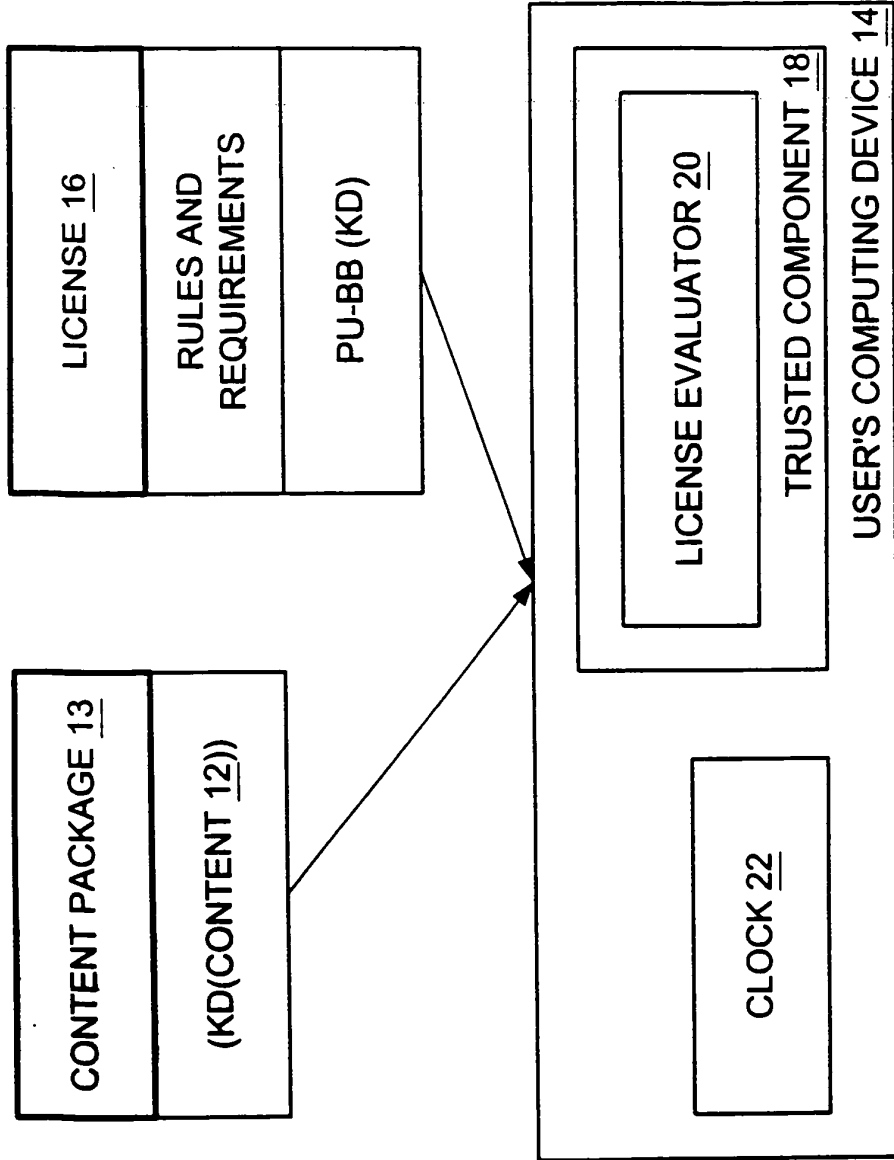 CONTENT PACKAGE 13
(KD(CONTENT 12))
LICENSE 16
RULES AND
REQUIREMENTS
PU-BB (KD)
CLOCK 22
LICENSE EVALUATOR 20
TRUSTED COMPONENT 18
USER'S COMPUTING DEVICE 14